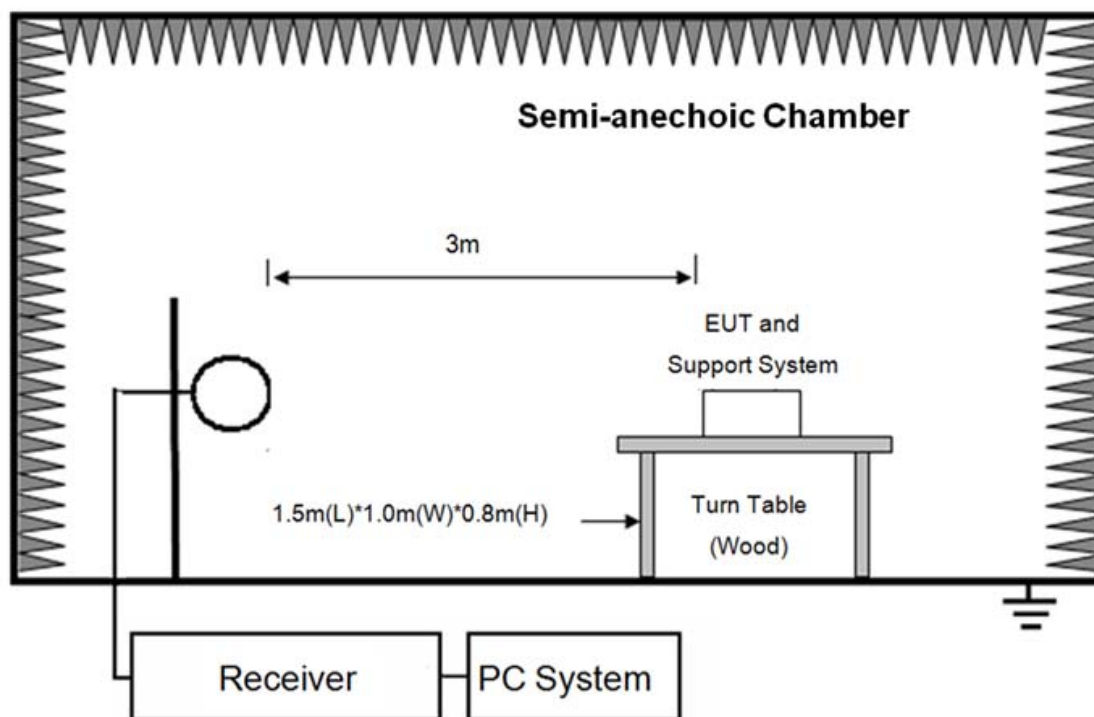 Semi-anechoic Chamber
3m
EUT and
Support System
1.5m(L)*1.0m(W)*0.8m(H)
Turn Table
(Wood)
Receiver
PC System